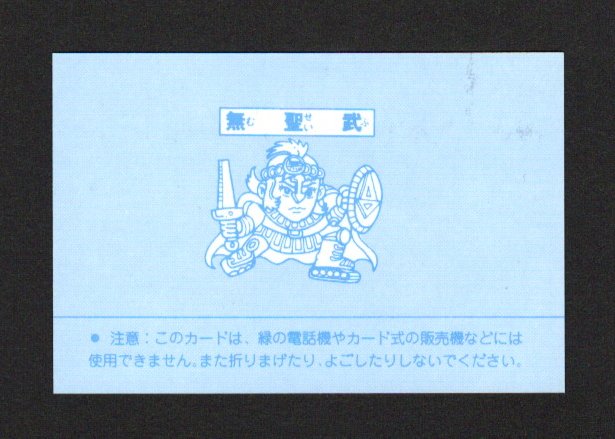 無む 聖せい 武ぶ
● 注意：このカードは、緑の電話機やカード式の販売機などには
使用できません。また折りまげたり、よごしたりしないでください。